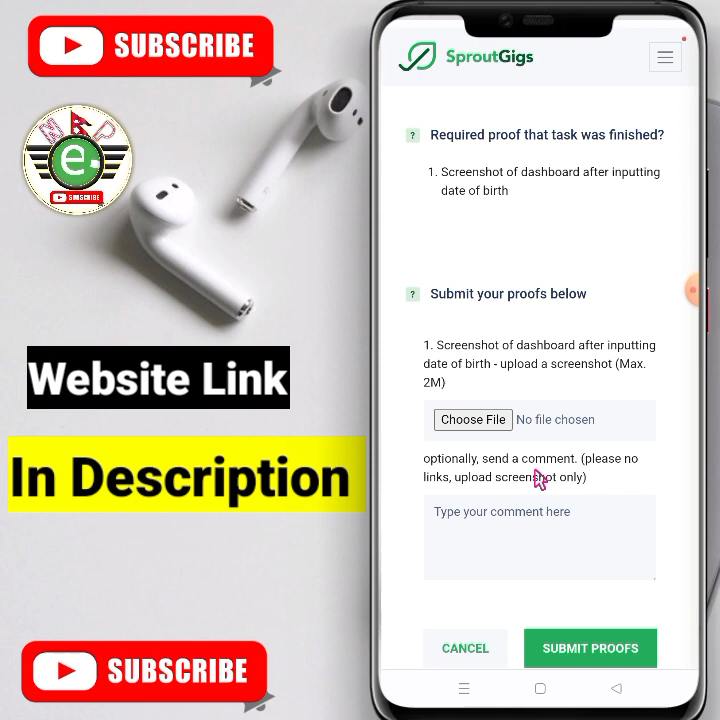 SUBSCRIBE
M P
e.
SUBSCRIBE
Website Link
In Description
SUBSCRIBE
SproutGigs
? Required proof that task was finished?
1. Screenshot of dashboard after inputting
date of birth
? Submit your proofs below
1. Screenshot of dashboard after inputting
date of birth - upload a screenshot (Max.
2M)
Choose File No file chosen
optionally, send a comment. (please no
links, upload screenshot only)
Type your comment here
CANCEL SUBMIT PROOFS